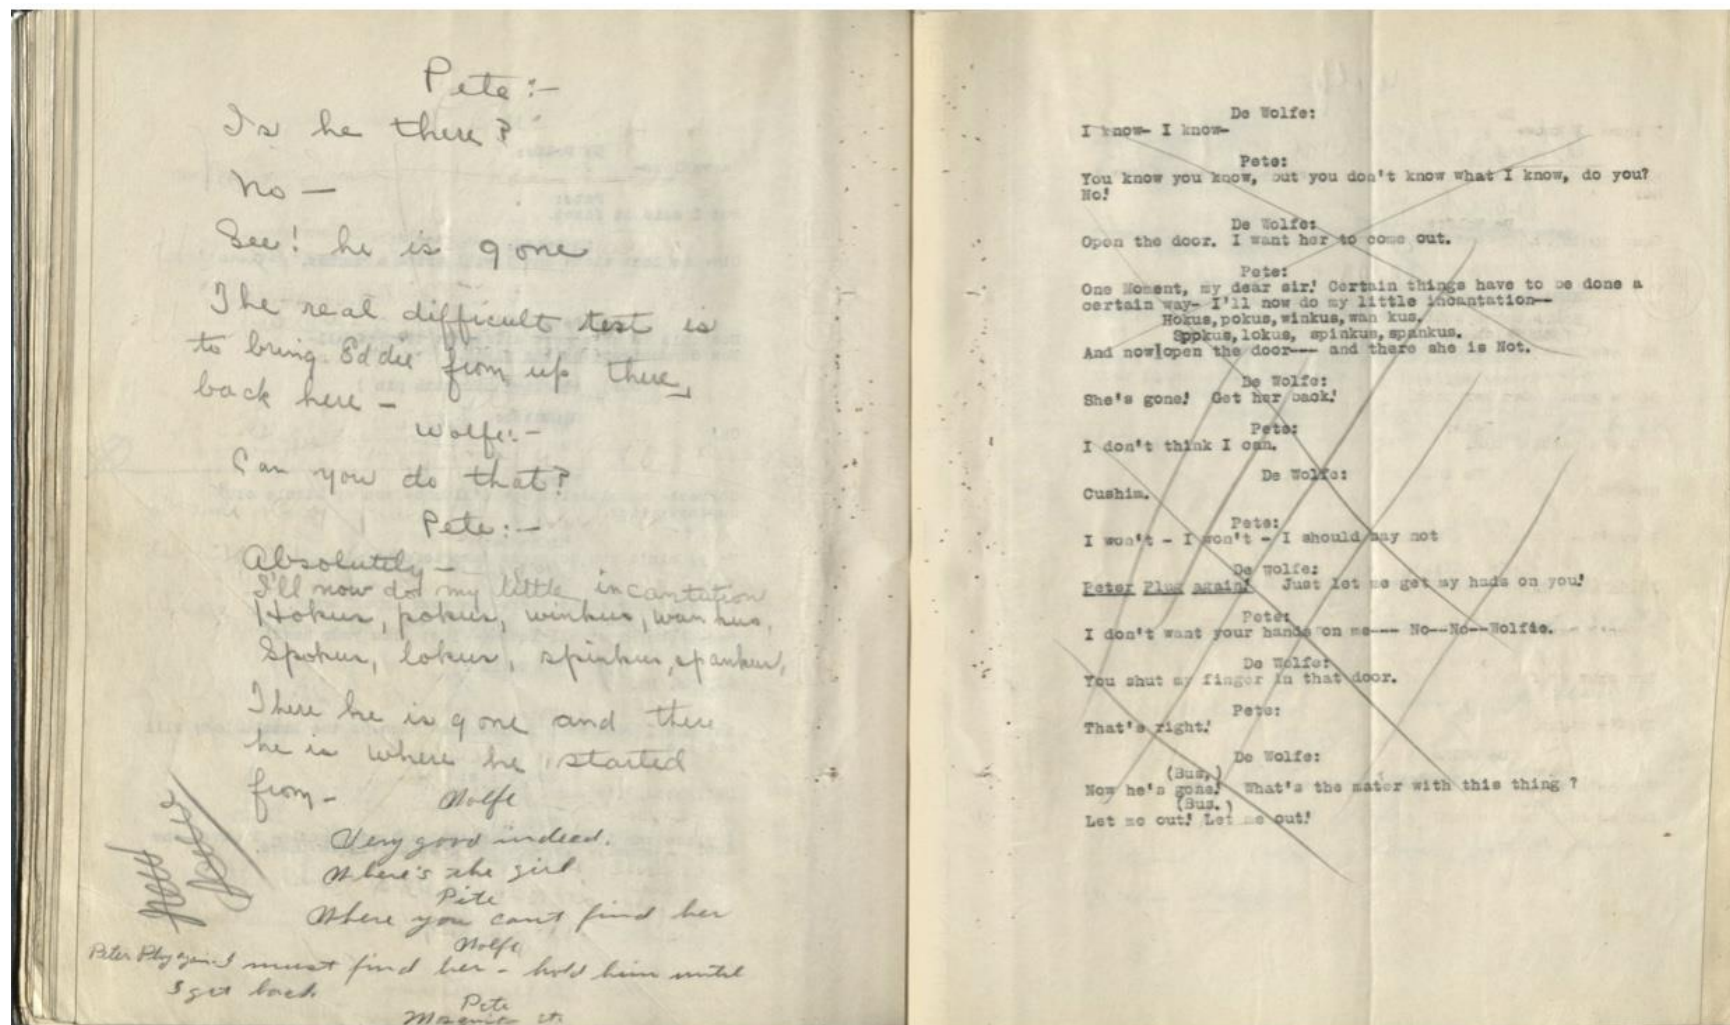 Pete:-
Is he there?
No —
See! he is gone
The real difficult test is
to bring Eddie from up there,
back here -
Wolfe:-
Can you do that?
Pete:-
Absolutely-
I'll now do my little incantation
Hokus, pokus, winkus, wankus,
Spokus, lokus, spinkus, spankus,
There he is gone and there
he is where he started
from-
Wolfe
Very good indeed.
Where's the girl
Pete
Where you cant find her
Wolfe
Peter Plug again I must find her - hold him until
I get back
Pete
De Wolfe:
I know- I know-
Pete:
You know you know, but you don't know what I know, do you?
No!
De Wolfe:
Open the door. I want her to come out.
Pete:
One Moment, my dear sir! Certain things have to be done a
certain way- I'll now do my little incantation--
Hokus,pokus,winkus,wan kus,
Spokus,lokus, spinkus,spankus.
And now open the door--- and there she is Not.
De Wolfe:
She's gone! Get her back!
Pete:
I don't think I can.
De Wolfe:
Cushim.
Pete:
I won't - I won't - I should say not
De wolfe:
Peter Plug again! Just let me get my hads on you!
Pete:
I don't want your hands on me--- No--No--Wolfie.
De Wolfe:
You shut my finger in that door.
Pete:
That's right!
De Wolfe:
(Bus.)
Now he's gone! What's the mater with this thing ?
(Bus.)
Let me out! Let me out!